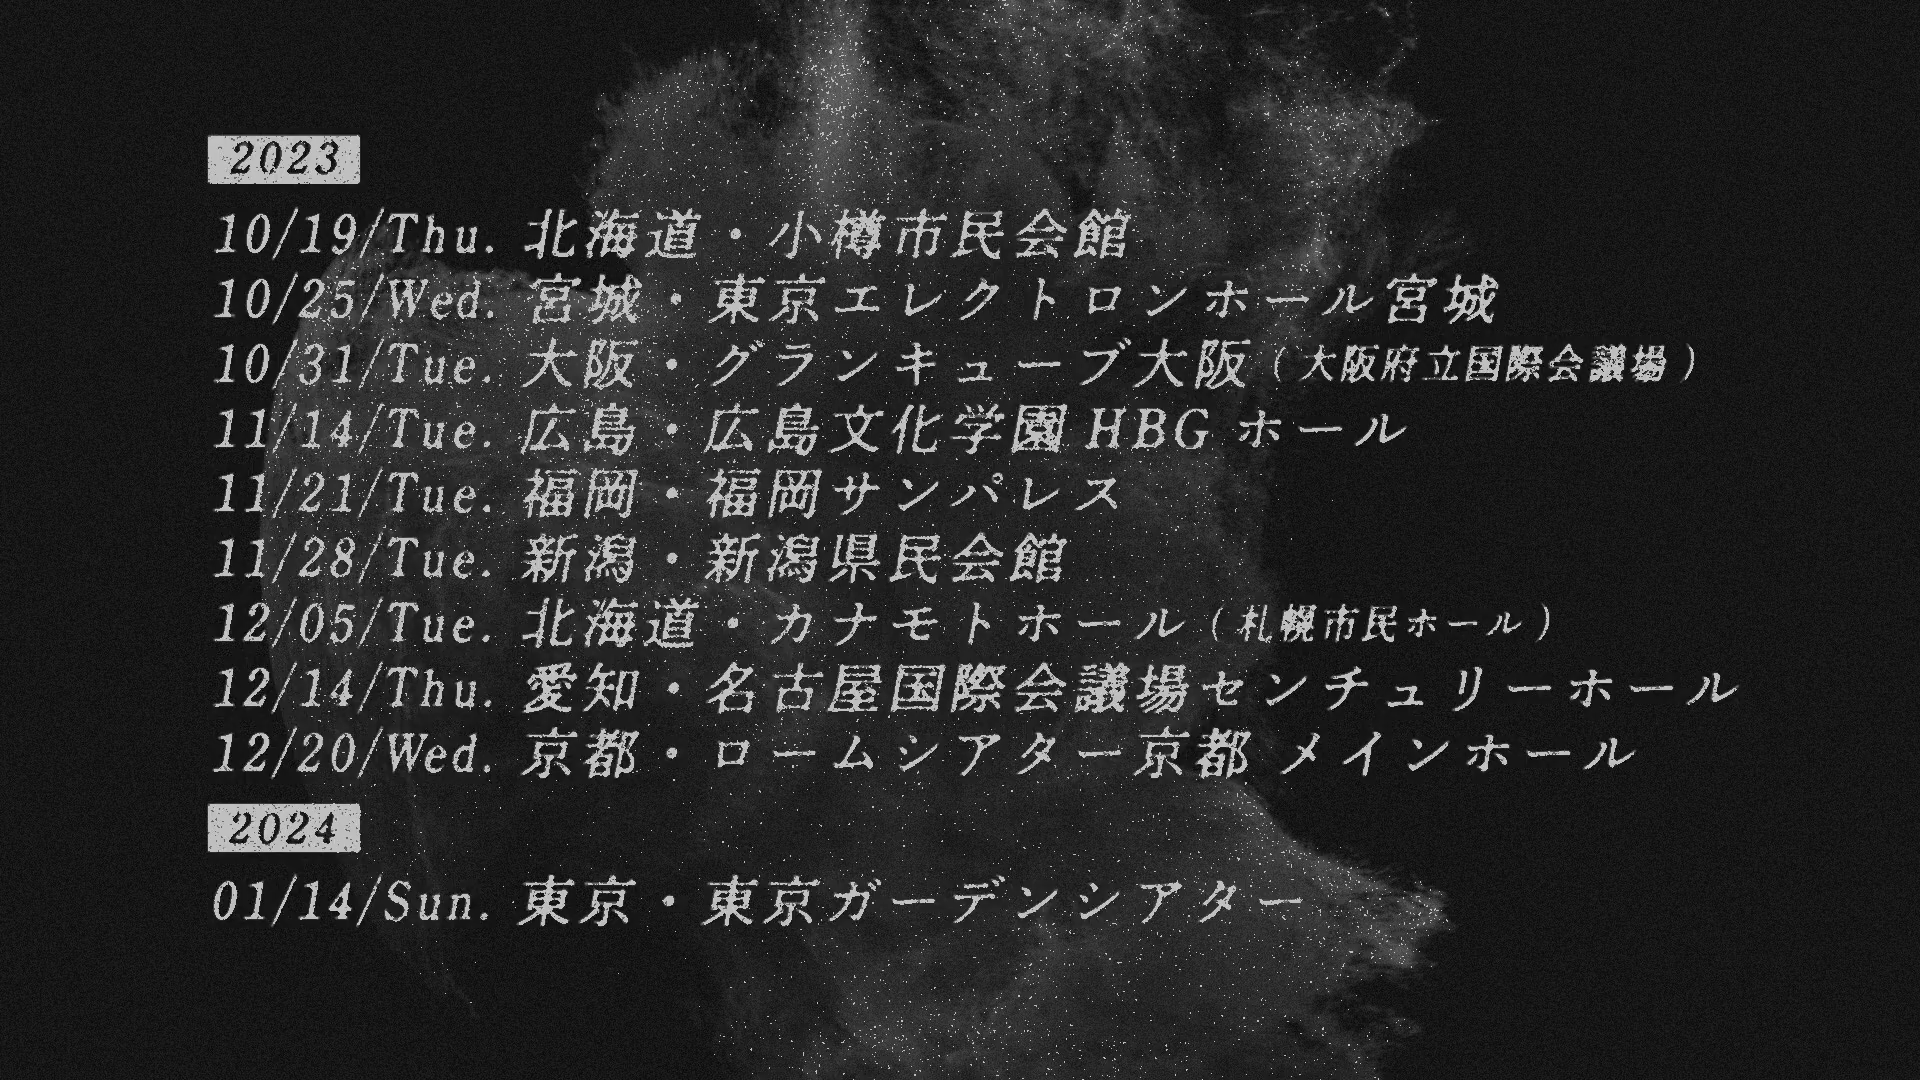 2023
10/19/Thu. 北海道・小樽市民会館
10/25/Wed. 宮城・東京エレクトロンホール宮城
10/31/Tue. 大阪・グランキューブ大阪（大阪府立国際会議場）
11/14/Tue. 広島・広島文化学園 HBG ホール
11/21/Tue. 福岡・福岡サンパレス
11/28/Tue. 新潟・新潟県民会館
12/05/Tue. 北海道・カナモトホール（札幌市民ホール）
12/14/Thu. 愛知・名古屋国際会議場センチュリーホール
12/20/Wed. 京都・ロームシアター京都 メインホール
2024
01/14/Sun. 東京・東京ガーデンシアター